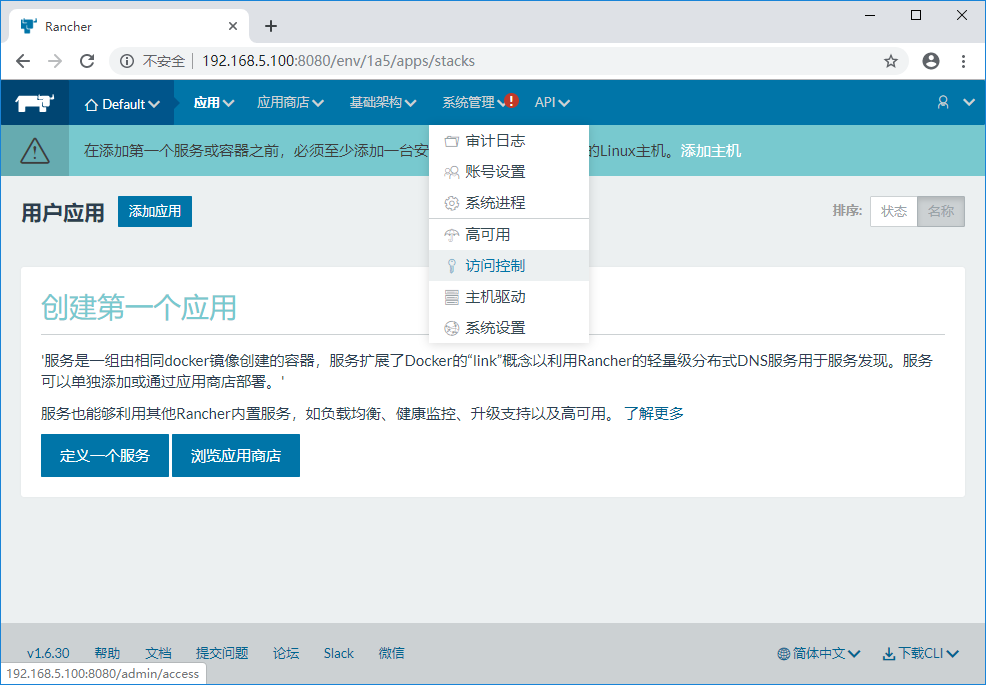 Rancher
不安全 192.168.5.100:8080/env/1a5/apps/stacks
Default 应用 应用商店 基础架构 系统管理 ! API
在添加第一个服务或容器之前，必须至少添加一台安
的Linux主机。添加主机
审计日志
账号设置
系统进程
高可用
访问控制
主机驱动
系统设置
用户应用 添加应用
排序: 状态 名称
创建第一个应用
'服务是一组由相同docker镜像创建的容器，服务扩展了Docker的“link”概念以利用Rancher的轻量级分布式DNS服务用于服务发现。服务
可以单独添加或通过应用商店部署。'
服务也能够利用其他Rancher内置服务，如负载均衡、健康监控、升级支持以及高可用。 了解更多
定义一个服务 浏览应用商店
v1.6.30 帮助 文档 提交问题 论坛 Slack 微信 简体中文 下载CLI
192.168.5.100:8080/admin/access